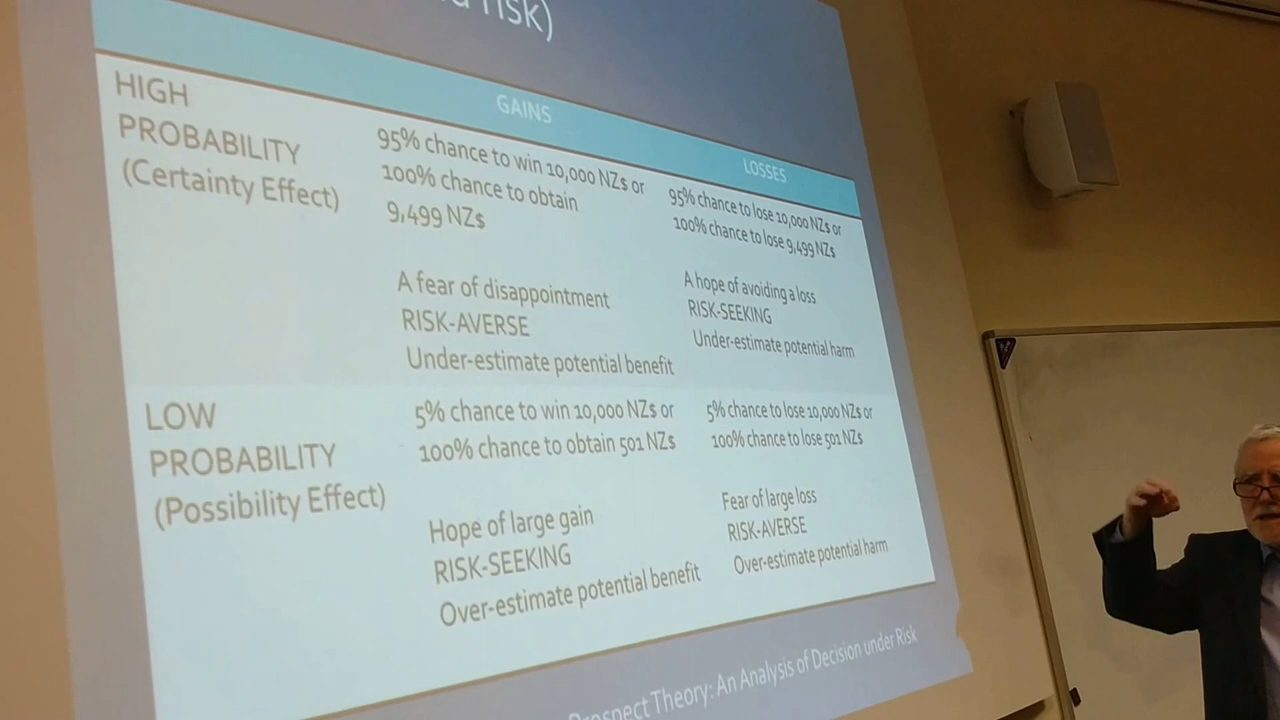 risk)
GAINS
LOSSES
HIGH
PROBABILITY
(Certainty Effect)
95% chance to win 10,000 NZ$ or
100% chance to obtain
9,499 NZ$
A fear of disappointment
RISK-AVERSE
Under-estimate potential benefit
95% chance to lose 10,000 NZ$ or
100% chance to lose 9,499 NZ$
A hope of avoiding a loss
RISK-SEEKING
Under-estimate potential harm
LOW
PROBABILITY
(Possibility Effect)
5% chance to win 10,000 NZ$ or
100% chance to obtain 501 NZ$
Hope of large gain
RISK-SEEKING
Over-estimate potential benefit
5% chance to lose 10,000 NZ$ or
100% chance to lose 501 NZ$
Fear of large loss
RISK-AVERSE
Over-estimate potential harm
Prospect Theory: An Analysis of Decision under Risk